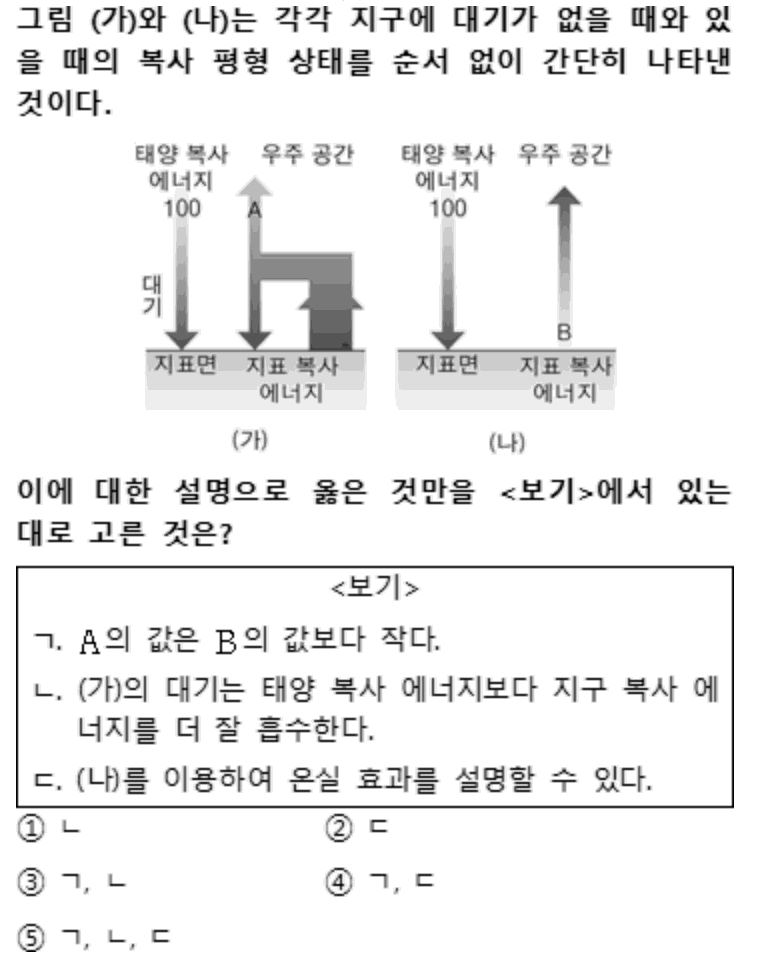 그림 (가)와 (나)는 각각 지구에 대기가 없을 때와 있
을 때의 복사 평형 상태를 순서 없이 간단히 나타낸
것이다.
태양 복사 우주 공간 태양 복사 우주 공간
에너지 에너지
100 A 100
대
기
B
지표면 지표 복사 지표면 지표 복사
에너지 에너지
(가) (나)
이에 대한 설명으로 옳은 것만을 <보기>에서 있는
대로 고른 것은?
<보기>
ㄱ. A의 값은 B의 값보다 작다.
ㄴ. (가)의 대기는 태양 복사 에너지보다 지구 복사 에
너지를 더 잘 흡수한다.
ㄷ. (나)를 이용하여 온실 효과를 설명할 수 있다.
① ㄴ ② ㄷ
③ ㄱ, ㄴ ④ ㄱ, ㄷ
⑤ ㄱ, ㄴ, ㄷ